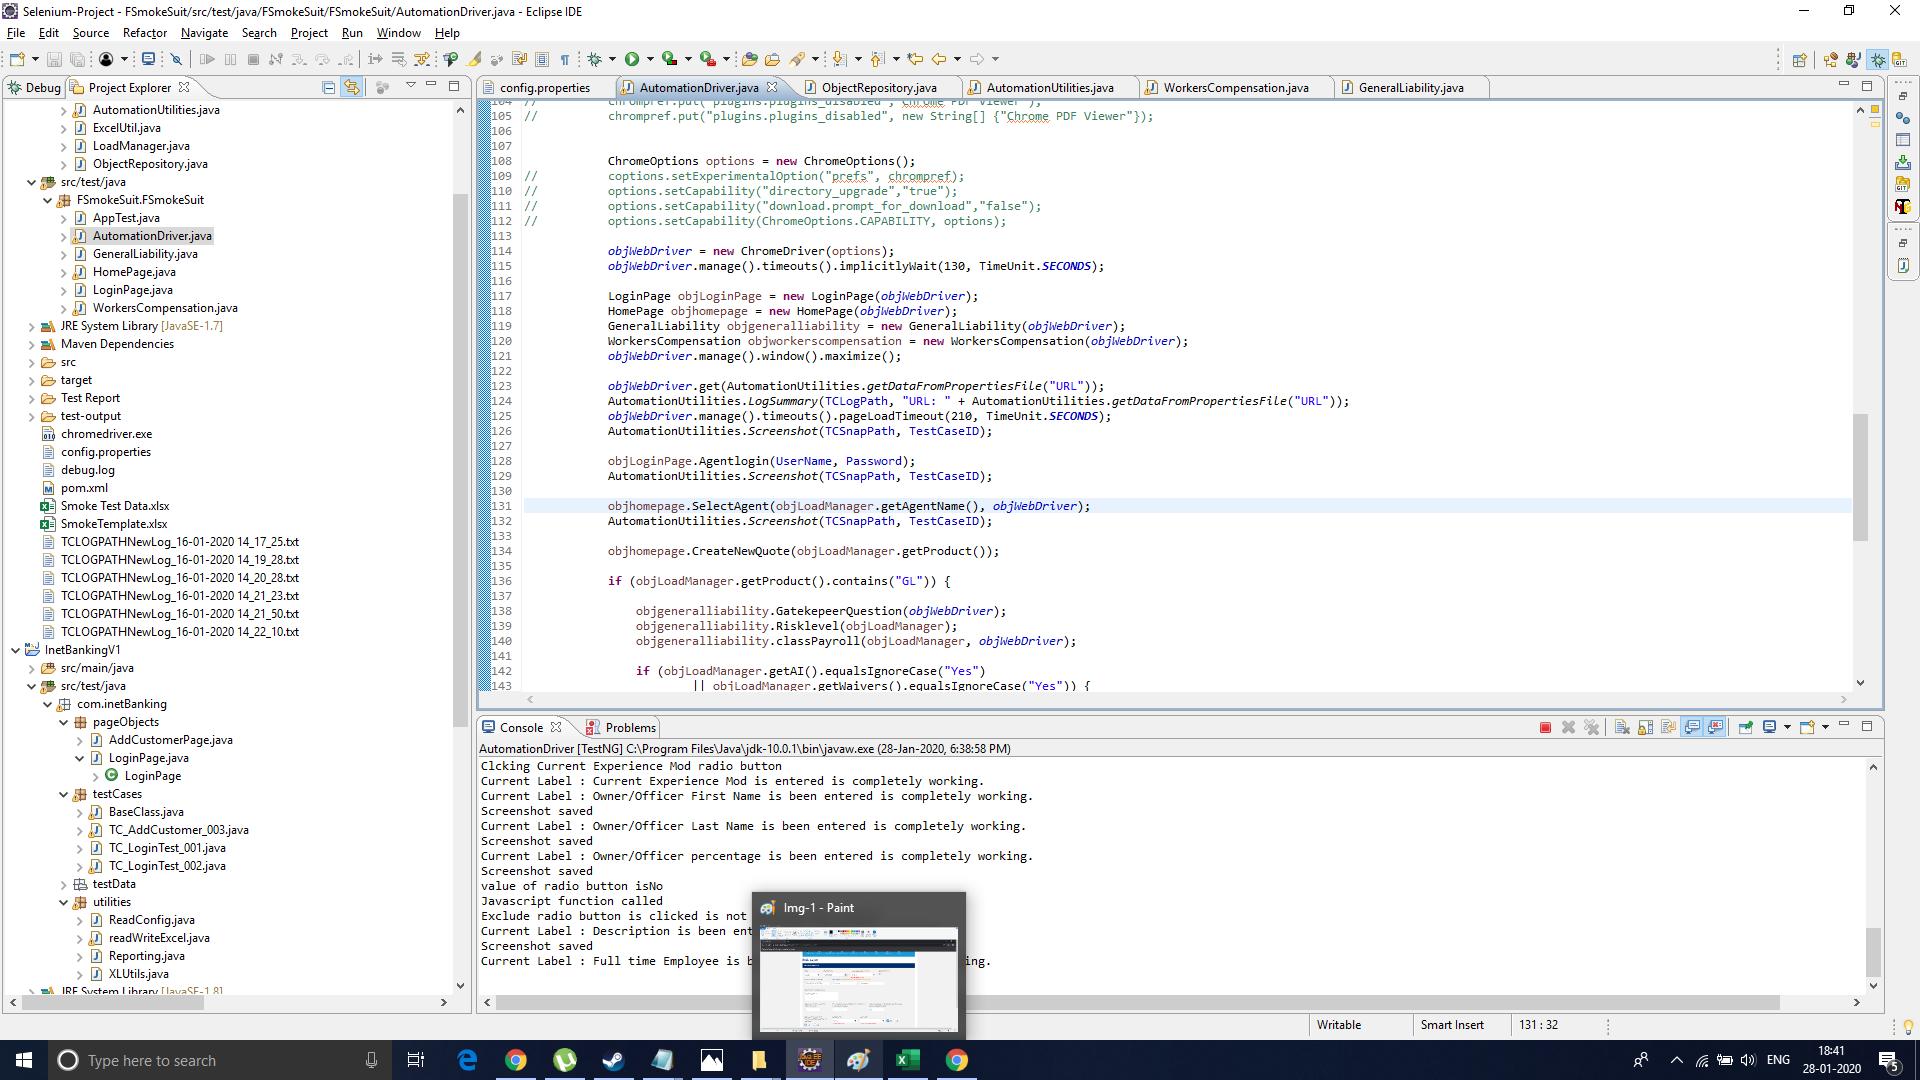 Selenium-Project - FSmokeSuit/src/test/java/FSmokeSuit/FSmokeSuit/AutomationDriver.java - Eclipse IDE
File Edit Source Refactor Navigate Search Project Run Window Help
Debug Project Explorer
AutomationUtilities.java
ExcelUtil.java
LoadManager.java
ObjectRepository.java
src/test/java
FSmokeSuit.FSmokeSuit
AppTest.java
AutomationDriver.java
GeneralLiability.java
HomePage.java
LoginPage.java
WorkersCompensation.java
JRE System Library [JavaSE-1.7]
Maven Dependencies
src
target
Test Report
test-output
chromedriver.exe
config.properties
debug.log
pom.xml
Smoke Test Data.xlsx
SmokeTemplate.xlsx
TCLOGPATHNewLog_16-01-2020 14_17_25.txt
TCLOGPATHNewLog_16-01-2020 14_19_28.txt
TCLOGPATHNewLog_16-01-2020 14_20_28.txt
TCLOGPATHNewLog_16-01-2020 14_21_23.txt
TCLOGPATHNewLog_16-01-2020 14_21_50.txt
TCLOGPATHNewLog_16-01-2020 14_22_10.txt
InetBankingV1
src/main/java
src/test/java
com.inetBanking
pageObjects
AddCustomerPage.java
LoginPage.java
LoginPage
testCases
BaseClass.java
TC_AddCustomer_003.java
TC_LoginTest_001.java
TC_LoginTest_002.java
testData
utilities
ReadConfig.java
readWriteExcel.java
Reporting.java
XLUtils.java
JRE System Library [JavaSE-1.8]
config.properties AutomationDriver.java ObjectRepository.java AutomationUtilities.java WorkersCompensation.java GeneralLiability.java
104 // chrompref.put("plugins.plugins_disabled","Chrome PDF Viewer");
105 // chrompref.put("plugins.plugins_disabled", new String[] {"Chrome PDF Viewer"});
106
107
108 ChromeOptions options = new ChromeOptions();
109 // coptions.setExperimentalOption("prefs", chrompref);
110 // options.setCapability("directory_upgrade","true");
111 // options.setCapability("download.prompt_for_download","false");
112 // options.setCapability(ChromeOptions.CAPABILITY, options);
113
114 objWebDriver = new ChromeDriver(options);
115 objWebDriver.manage().timeouts().implicitlyWait(130, TimeUnit.SECONDS);
116
117 LoginPage objLoginPage = new LoginPage(objWebDriver);
118 HomePage objhomepage = new HomePage(objWebDriver);
119 GeneralLiability objgeneralliability = new GeneralLiability(objWebDriver);
120 WorkersCompensation objworkerscompensation = new WorkersCompensation(objWebDriver);
121 objWebDriver.manage().window().maximize();
122
123 objWebDriver.get(AutomationUtilities.getDataFromPropertiesFile("URL"));
124 AutomationUtilities.LogSummary(TCLogPath, "URL: " + AutomationUtilities.getDataFromPropertiesFile("URL"));
125 objWebDriver.manage().timeouts().pageLoadTimeout(210, TimeUnit.SECONDS);
126 AutomationUtilities.Screenshot(TCSnapPath, TestCaseID);
127
128 objLoginPage.Agentlogin(UserName, Password);
129 AutomationUtilities.Screenshot(TCSnapPath, TestCaseID);
130
131 objhomepage.SelectAgent(objLoadManager.getAgentName(), objWebDriver);
132 AutomationUtilities.Screenshot(TCSnapPath, TestCaseID);
133
134 objhomepage.CreateNewQuote(objLoadManager.getProduct());
135
136 if (objLoadManager.getProduct().contains("GL")) {
137
138 objgeneralliability.GatekepeerQuestion(objWebDriver);
139 objgeneralliability.Risklevel(objLoadManager);
140 objgeneralliability.classPayroll(objLoadManager, objWebDriver);
141
142 if (objLoadManager.getAI().equalsIgnoreCase("Yes")
143 || objLoadManager.getWaivers().equalsIgnoreCase("Yes")) {
Console Problems
AutomationDriver [TestNG] C:\Program Files\Java\jdk-10.0.1\bin\javaw.exe (28-Jan-2020, 6:38:58 PM)
Clcking Current Experience Mod radio button
Current Label : Current Experience Mod is entered is completely working.
Current Label : Owner/Officer First Name is been entered is completely working.
Screenshot saved
Current Label : Owner/Officer Last Name is been entered is completely working.
Screenshot saved
Current Label : Owner/Officer percentage is been entered is completely working.
Screenshot saved
value of radio button isNo
Javascript function called
Exclude radio button is clicked is not
Current Label : Description is been ent
Screenshot saved
Current Label : Full time Employee is b ing.
Img-1 - Paint
Writable Smart Insert 131 : 32
Type here to search
ENG
18:41
28-01-2020
5